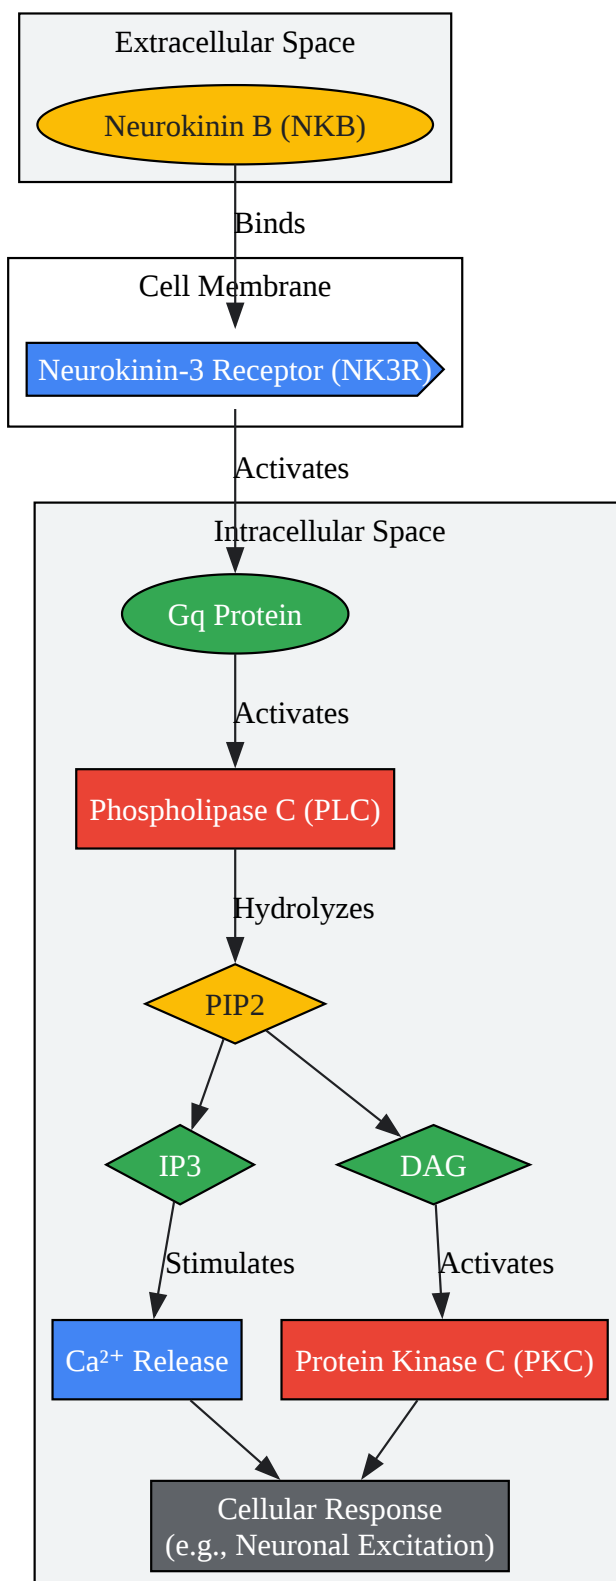 Extracellular Space
Neurokinin B (NKB)
Binds
Cell Membrane
Neurokinin-3 Receptor (NK3R)
Activates
Intracellular Space
Gq Protein
Activates
Phospholipase C (PLC)
Hydrolyzes
PIP2
IP3
DAG
Stimulates
Activates
Ca²⁺ Release
Protein Kinase C (PKC)
Cellular Response
(e.g., Neuronal Excitation)